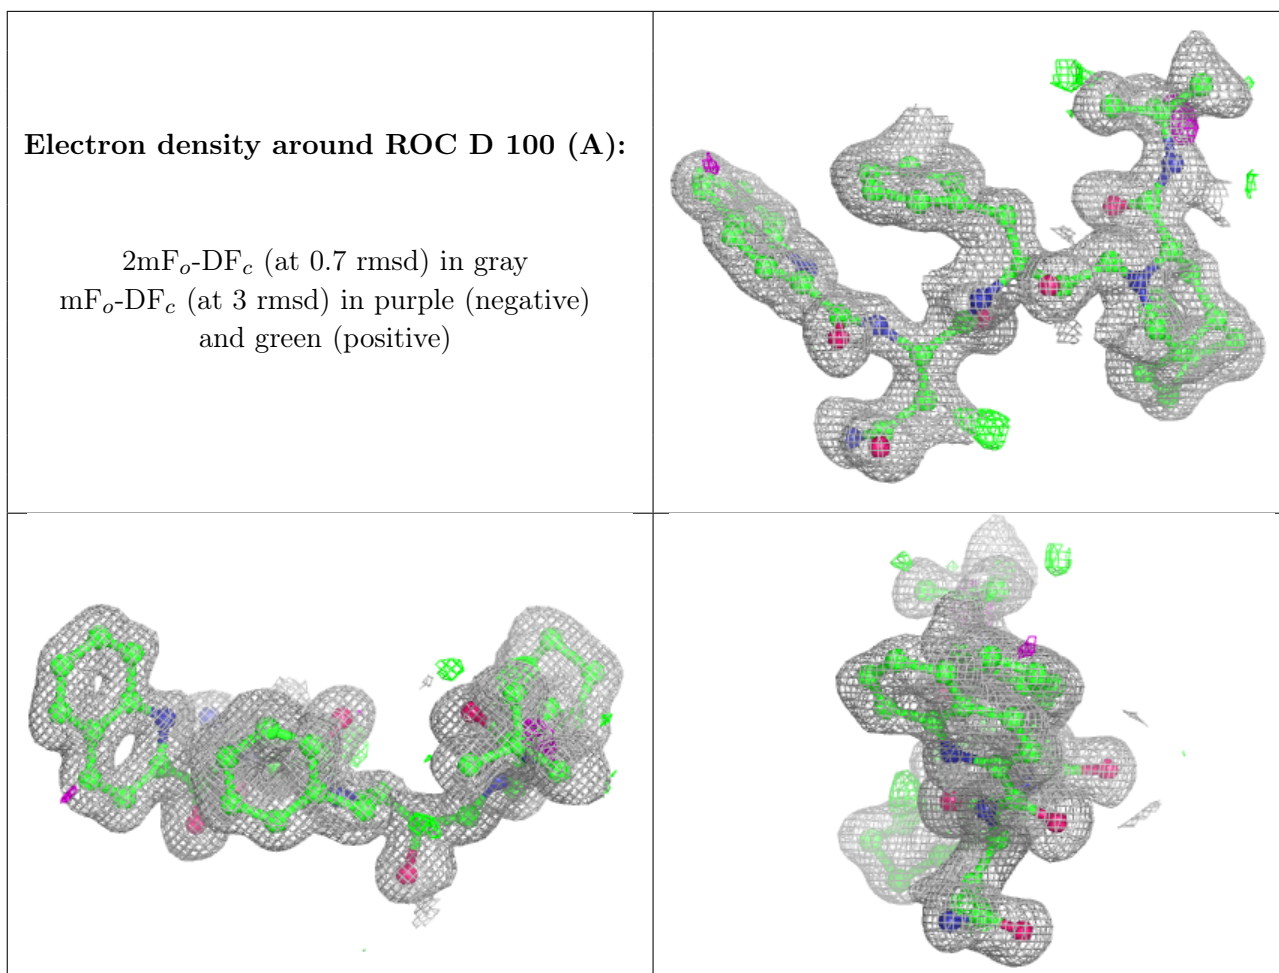 Electron density around ROC D 100 (A):
2mFo-DFc (at 0.7 rmsd) in gray
mFo-DFc (at 3 rmsd) in purple (negative)
and green (positive)